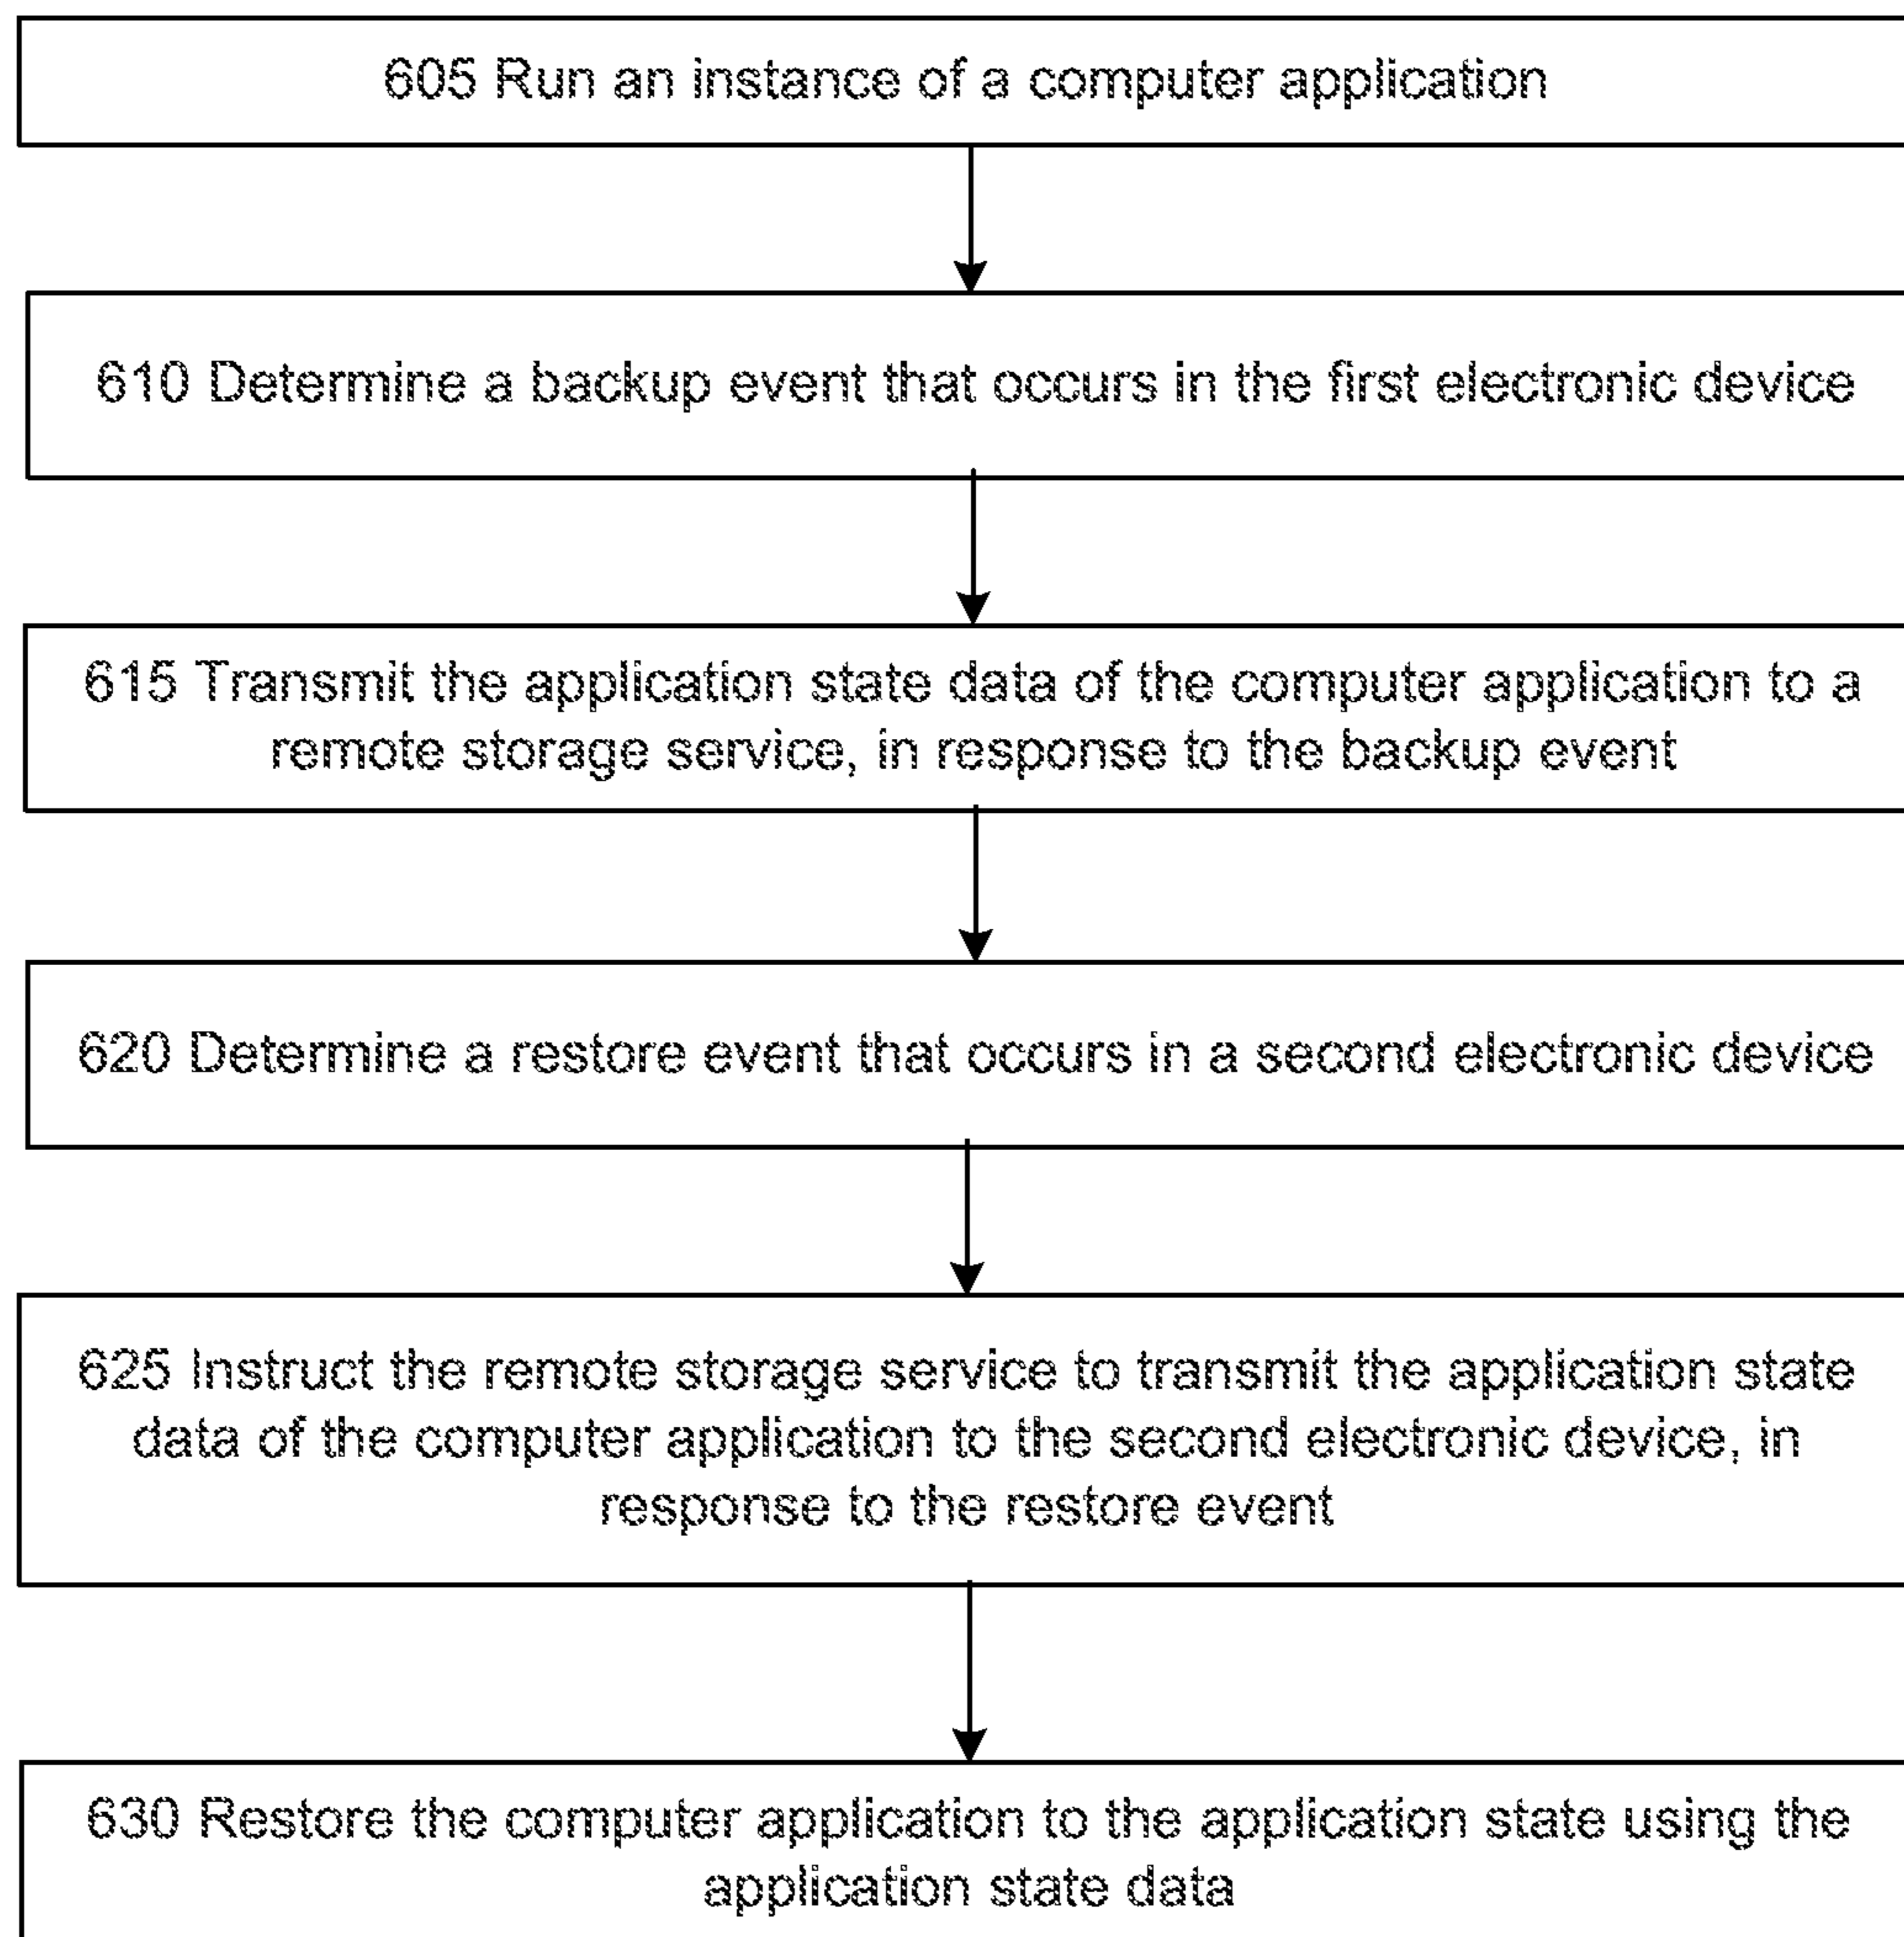 605 Run an instance of a computer application
610 Determine a backup event that occurs in the first electronic device
615 Transmit the application state data of the computer application to a
remote storage service, in response to the backup event
620 Determine a restore event that occurs in a second electronic device
625 Instruct the remote storage service to transmit the application state
data of the computer application to the second electronic device, in
response to the restore event
630 Restore the computer application to the application state using the
application state data